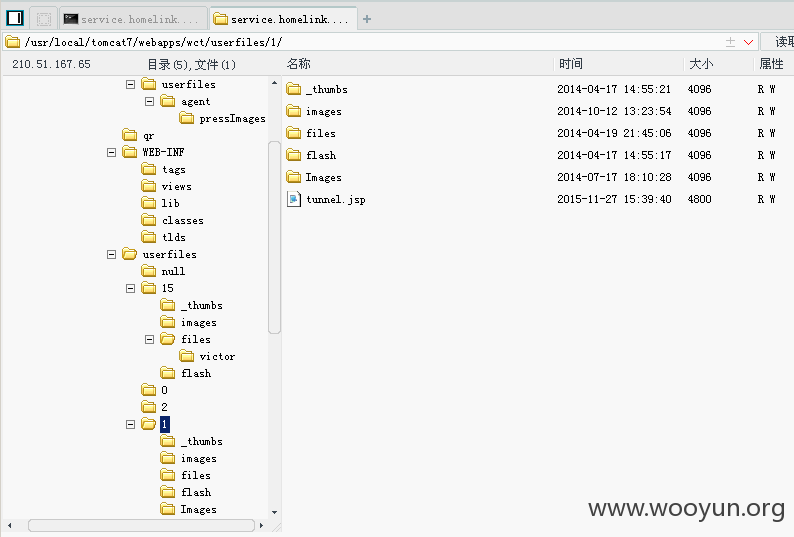 service.homelink....
service.homelink....
/usr/local/tomcat7/webapps/wct/userfiles/1/
读取
210.51.167.65
目录(5),文件(1)
名称
时间
大小
属性
userfiles
agent
pressImages
qr
WEB-INF
tags
views
lib
classes
tlds
userfiles
null
15
_thumbs
images
files
victor
flash
0
2
1
_thumbs
images
files
flash
Images
_thumbs 2014-04-17 14:55:21 4096 R W
images 2014-10-12 13:23:54 4096 R W
files 2014-04-19 21:45:06 4096 R W
flash 2014-04-17 14:55:17 4096 R W
Images 2014-07-17 18:10:28 4096 R W
tunnel.jsp 2015-11-27 15:39:40 4800 R W
www.wooyun.org